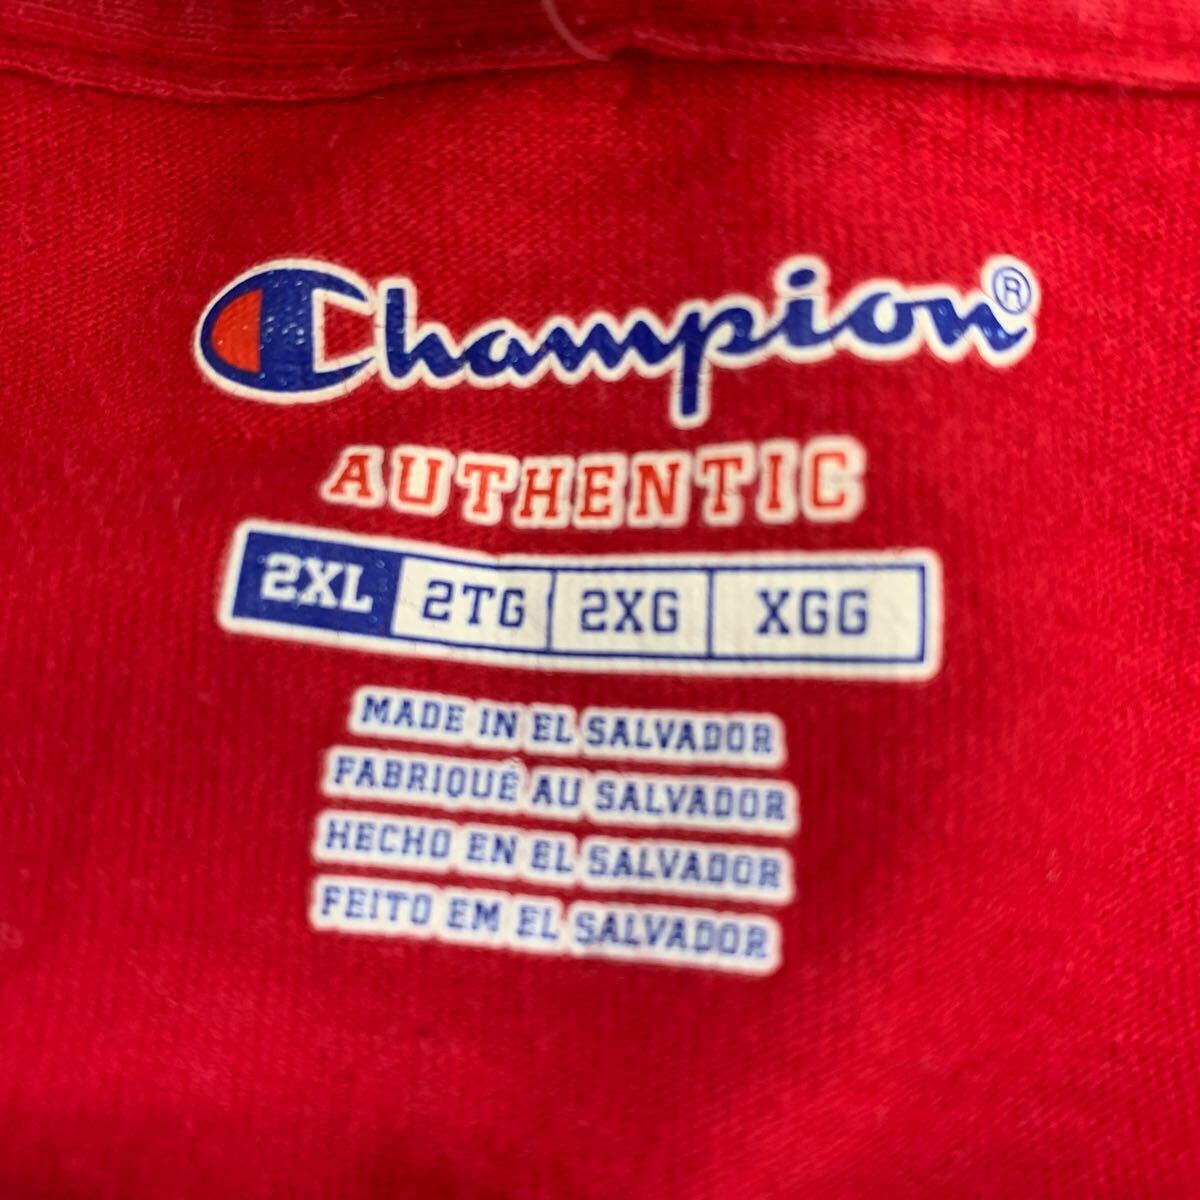 Champion®
AUTHENTIC
2XL 2TG 2XG XGG
MADE IN EL SALVADOR
FABRIQUÉ AU SALVADOR
HECHO EN EL SALVADOR
FEITO EM EL SALVADOR